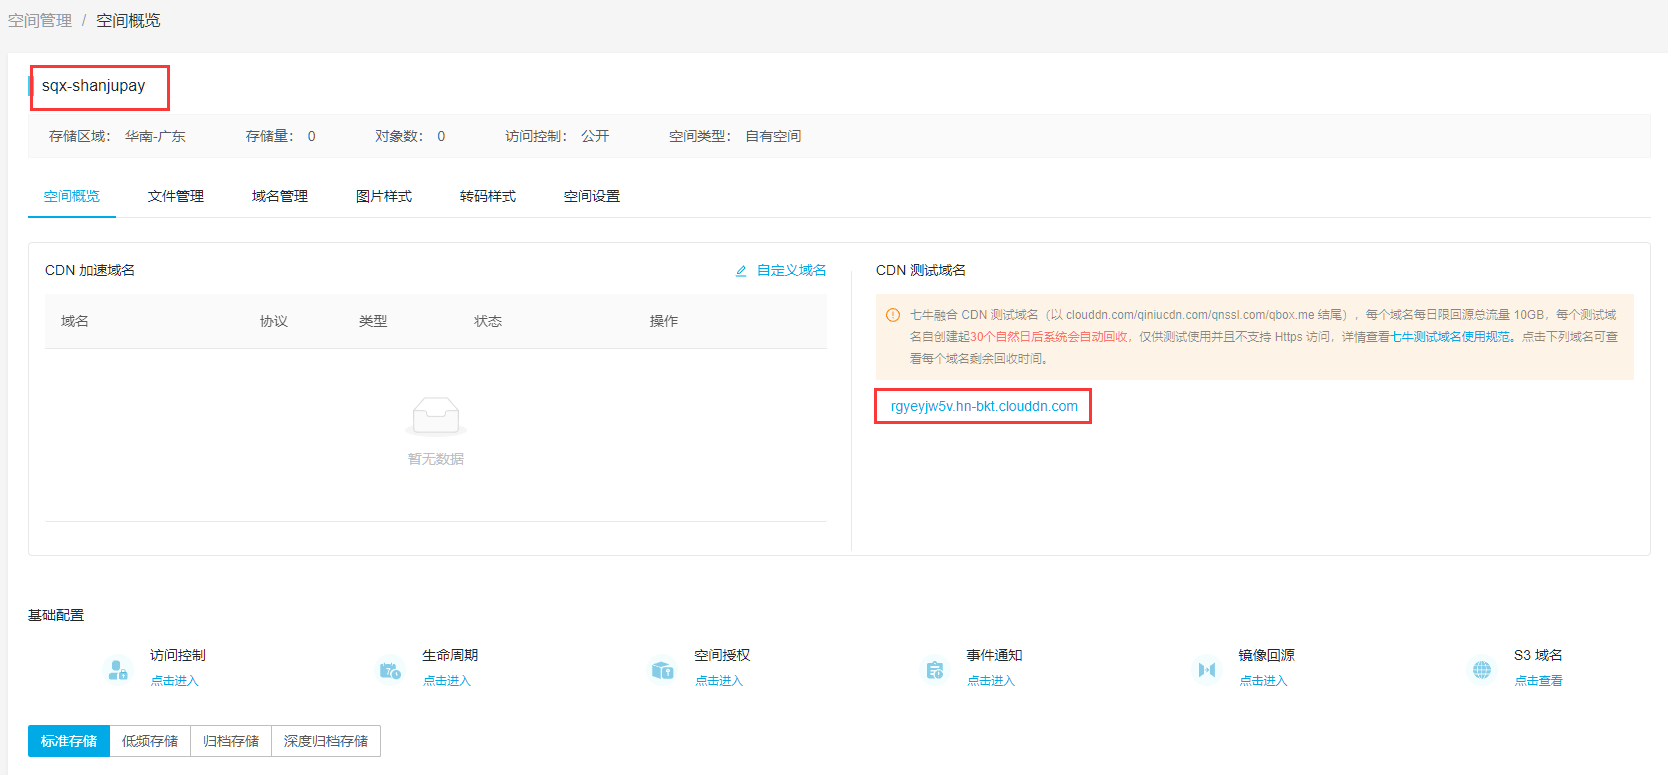 空间管理 / 空间概览
sqx-shanjupay
存储区域： 华南-广东 存储量： 0 对象数： 0 访问控制： 公开 空间类型： 自有空间
空间概览 文件管理 域名管理 图片样式 转码样式 空间设置
CDN 加速域名 自定义域名
域名 协议 类型 状态 操作
暂无数据
CDN 测试域名
七牛融合 CDN 测试域名（以 clouddn.com/qiniucdn.com/qnssl.com/qbox.me 结尾），每个域名每日限回源总流量 10GB，每个测试域
名自创建起30个自然日后系统会自动回收，仅供测试使用并且不支持 Https 访问，详情查看七牛测试域名使用规范。点击下列域名可查
看每个域名剩余回收时间。
rgyeyjw5v.hn-bkt.clouddn.com
基础配置
访问控制 生命周期 空间授权 事件通知 镜像回源 S3 域名
点击进入 点击进入 点击进入 点击进入 点击进入 点击查看
标准存储 低频存储 归档存储 深度归档存储